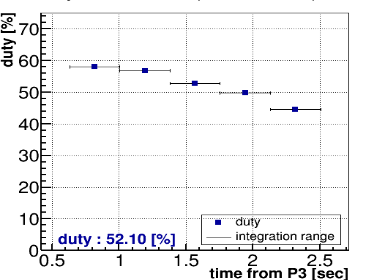 duty [%]
70
60
50
40
30
20
10
0
duty : 52.10 [%]
duty
integration range
0.5 1 1.5 2 2.5
time from P3 [sec]